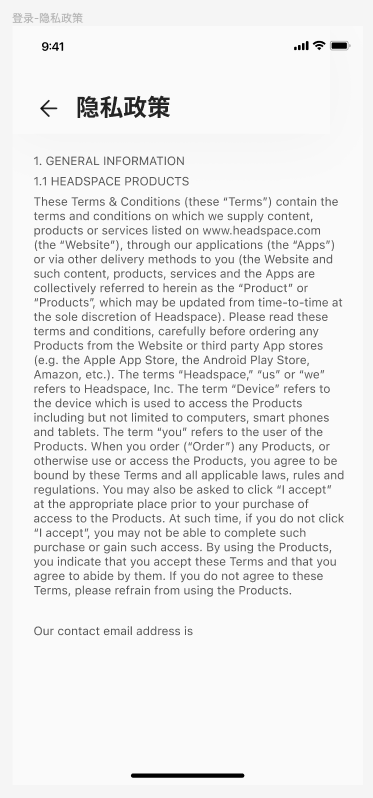 登录-隐私政策
9:41
隐私政策
1. GENERAL INFORMATION
1.1 HEADSPACE PRODUCTS
These Terms & Conditions (these “Terms”) contain the
terms and conditions on which we supply content,
products or services listed on www.headspace.com
(the “Website”), through our applications (the “Apps”)
or via other delivery methods to you (the Website and
such content, products, services and the Apps are
collectively referred to herein as the “Product” or
“Products”, which may be updated from time-to-time at
the sole discretion of Headspace). Please read these
terms and conditions, carefully before ordering any
Products from the Website or third party App stores
(e.g. the Apple App Store, the Android Play Store,
Amazon, etc.). The terms “Headspace,” “us” or “we”
refers to Headspace, Inc. The term “Device” refers to
the device which is used to access the Products
including but not limited to computers, smart phones
and tablets. The term “you” refers to the user of the
Products. When you order (“Order”) any Products, or
otherwise use or access the Products, you agree to be
bound by these Terms and all applicable laws, rules and
regulations. You may also be asked to click “I accept”
at the appropriate place prior to your purchase of
access to the Products. At such time, if you do not click
“I accept”, you may not be able to complete such
purchase or gain such access. By using the Products,
you indicate that you accept these Terms and that you
agree to abide by them. If you do not agree to these
Terms, please refrain from using the Products.
Our contact email address is